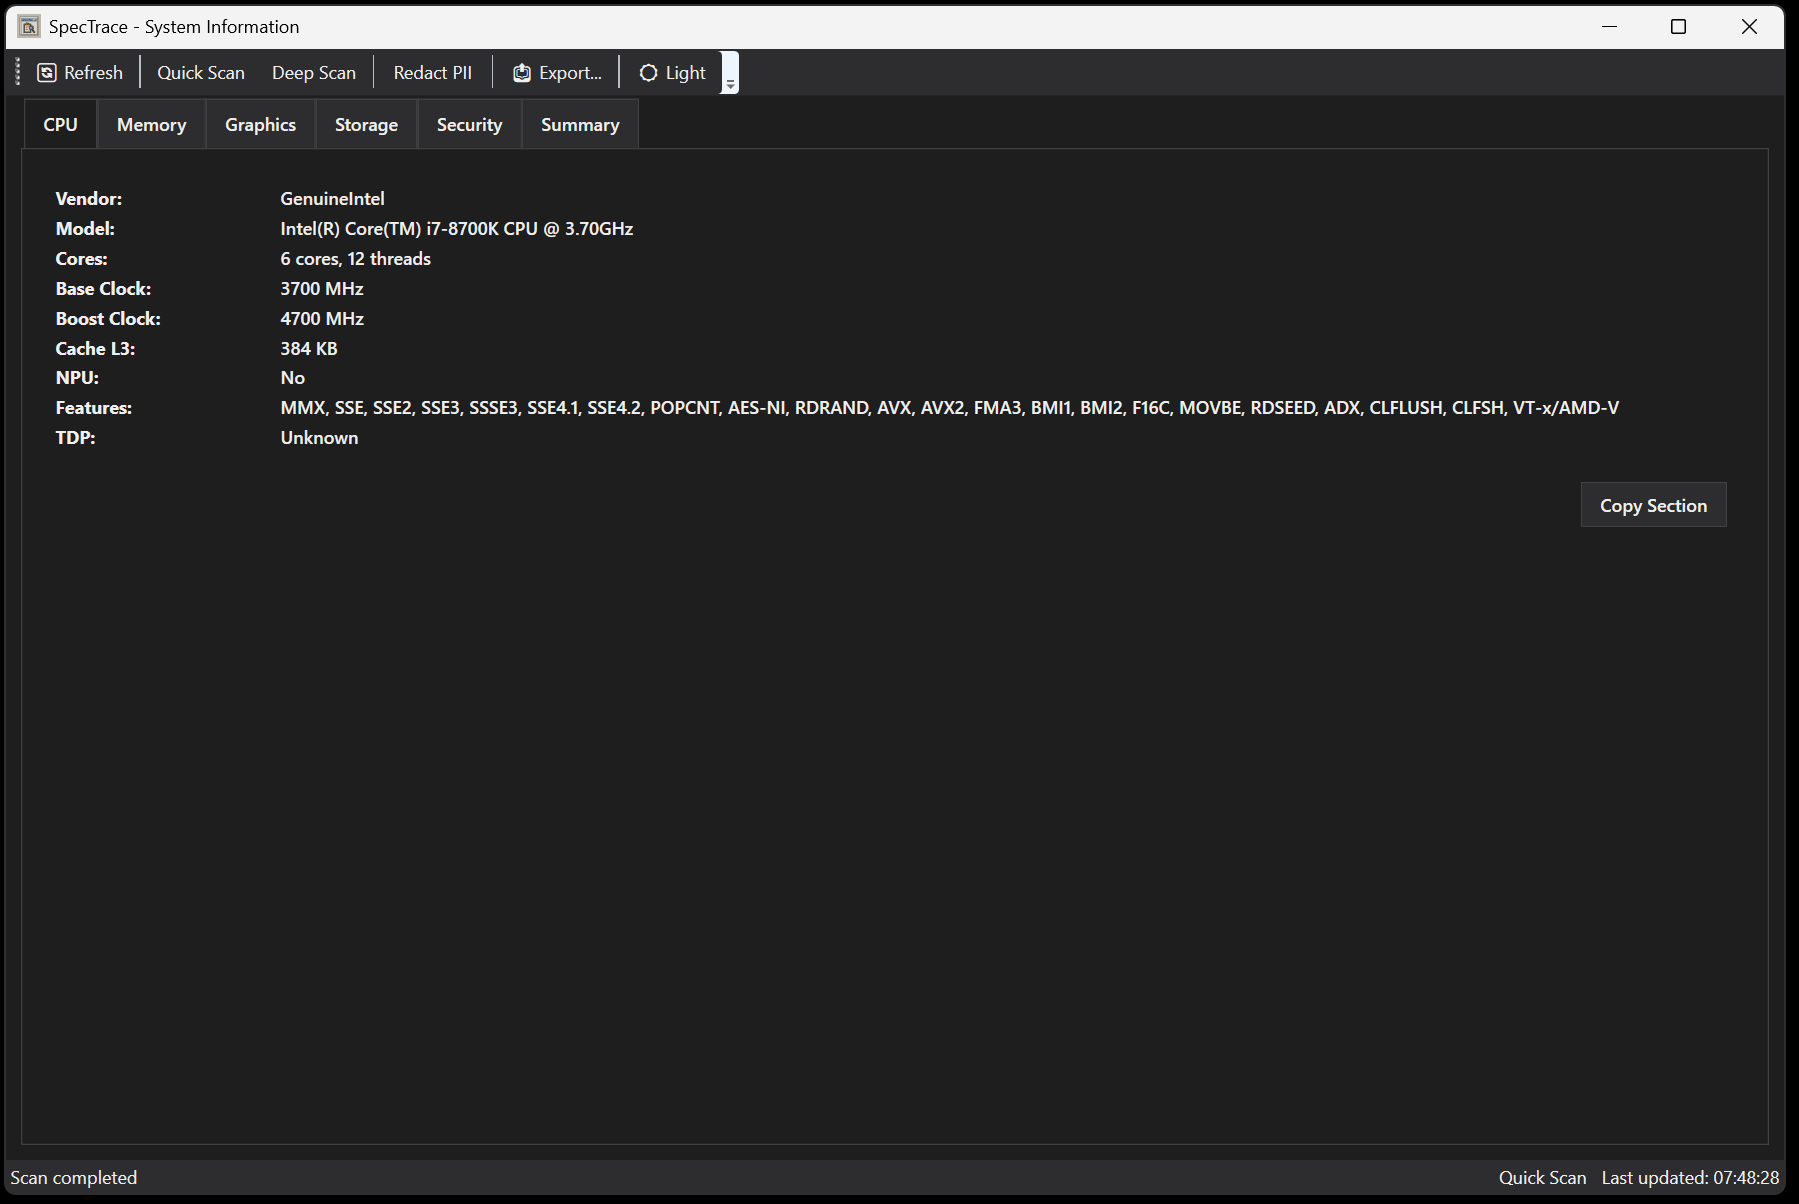 SpecTrace - System Information
Refresh Quick Scan Deep Scan Redact PII Export... Light
CPU Memory Graphics Storage Security Summary
Vendor: GenuineIntel
Model: Intel(R) Core(TM) i7-8700K CPU @ 3.70GHz
Cores: 6 cores, 12 threads
Base Clock: 3700 MHz
Boost Clock: 4700 MHz
Cache L3: 384 KB
NPU: No
Features: MMX, SSE, SSE2, SSE3, SSSE3, SSE4.1, SSE4.2, POPCNT, AES-NI, RDRAND, AVX, AVX2, FMA3, BMI1, BMI2, F16C, MOVBE, RDSEED, ADX, CLFLUSH, CLFSH, VT-x/AMD-V
TDP: Unknown
Copy Section
Scan completed Quick Scan Last updated: 07:48:28